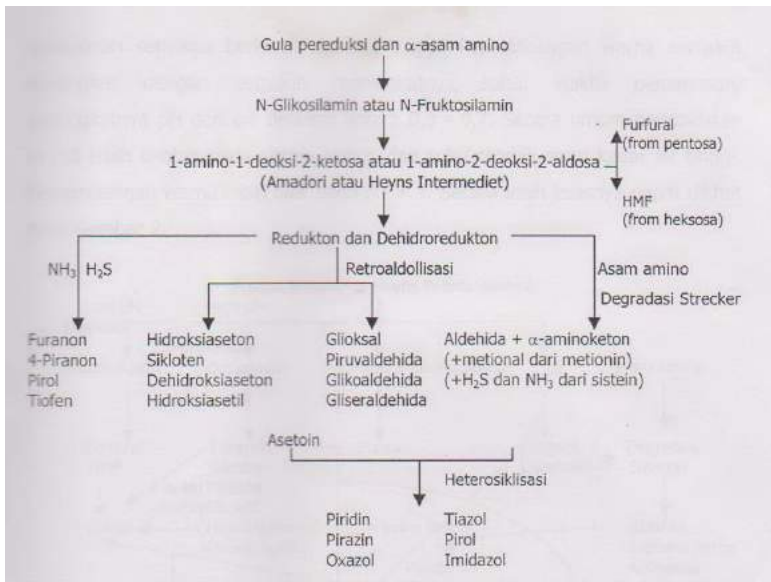 Gula pereduksi dan α-asam amino
N-Glikosilamin atau N-Fruktosilamin
1-amino-1-deoksi-2-ketosa atau 1-amino-2-deoksi-2-aldosa
(Amadori atau Heyns Intermediet)
Furfural
(from pentosa)
HMF
(from heksosa)
Redukton dan Dehidroredukton
NH₃ H₂S
Retroaldollisasi
Asam amino
Degradasi Strecker
Furanon
4-Piranon
Pirol
Tiofen
Hidroksiaseton
Sikloten
Dehidroksiaseton
Hidroksiasetil
Glioksal
Piruvaldehida
Glikoaldehida
Gliseraldehida
Aldehida + α-aminoketon
(+metional dari metionin)
(+H₂S dan NH₃ dari sistein)
Asetoin
Heterosiklisasi
Piridin
Pirazin
Oxazol
Tiazol
Pirol
Imidazol